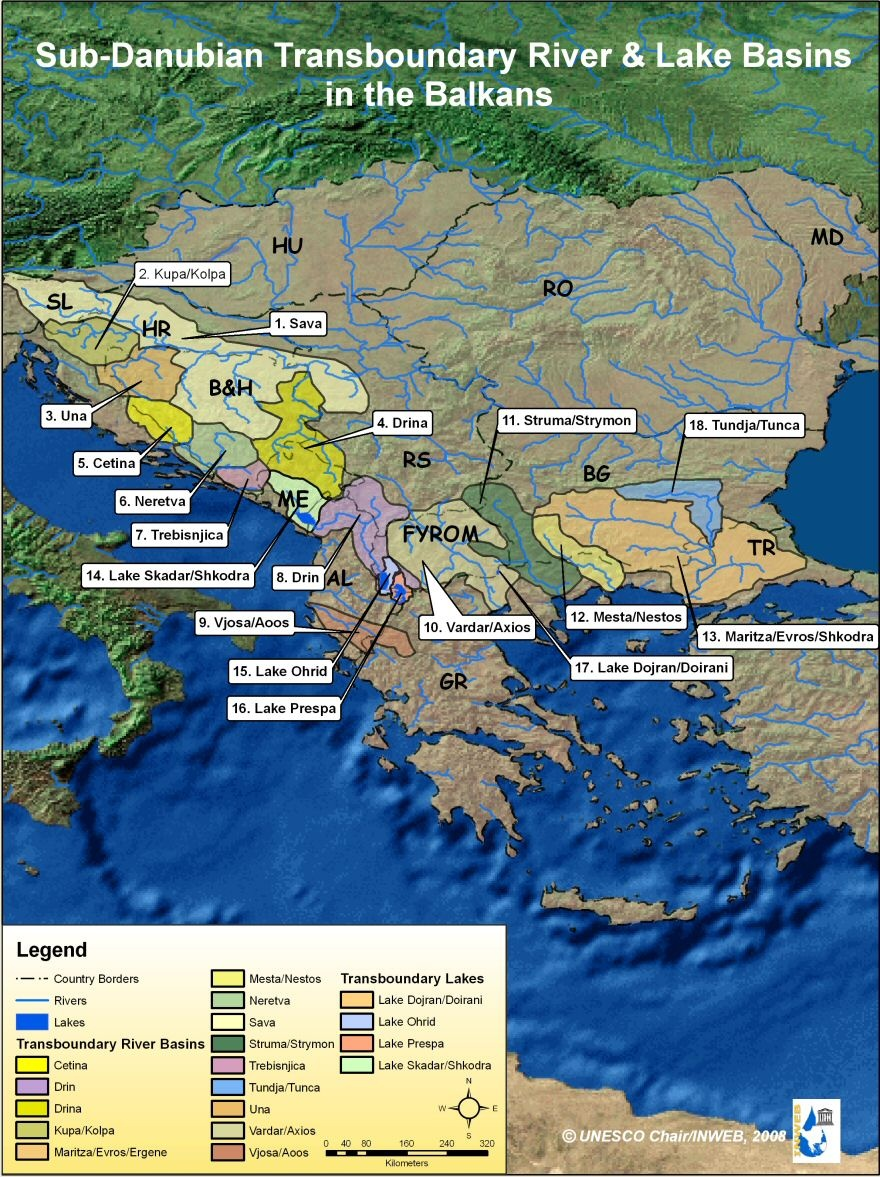 Sub-Danubian Transboundary River & Lake Basins
in the Balkans
HU
MD
RO
2. Kupa/Kolpa
SL
HR
1. Sava
B&H
3. Una
4. Drina
11. Struma/Strymon
18. Tundja/Tunca
5. Cetina
RS
BG
6. Neretva
ME
7. Trebisnjica
FYROM
TR
14. Lake Skadar/Shkodra
8. Drin
AL
9. Vjosa/Aoos
10. Vardar/Axios
12. Mesta/Nestos
13. Maritza/Evros/Shkodra
15. Lake Ohrid
17. Lake Dojran/Doirani
GR
16. Lake Prespa
Legend
Country Borders
Rivers
Lakes
Transboundary River Basins
Cetina
Drin
Drina
Kupa/Kolpa
Maritza/Evros/Ergene
Mesta/Nestos
Neretva
Sava
Struma/Strymon
Trebisnjica
Tundja/Tunca
Una
Vardar/Axios
Vjosa/Aoos
Transboundary Lakes
Lake Dojran/Doirani
Lake Ohrid
Lake Prespa
Lake Skadar/Shkodra
N
W E
S
0 40 80 160 240 320
Kilometers
© UNESCO Chair/INWEB, 2008
INWEB